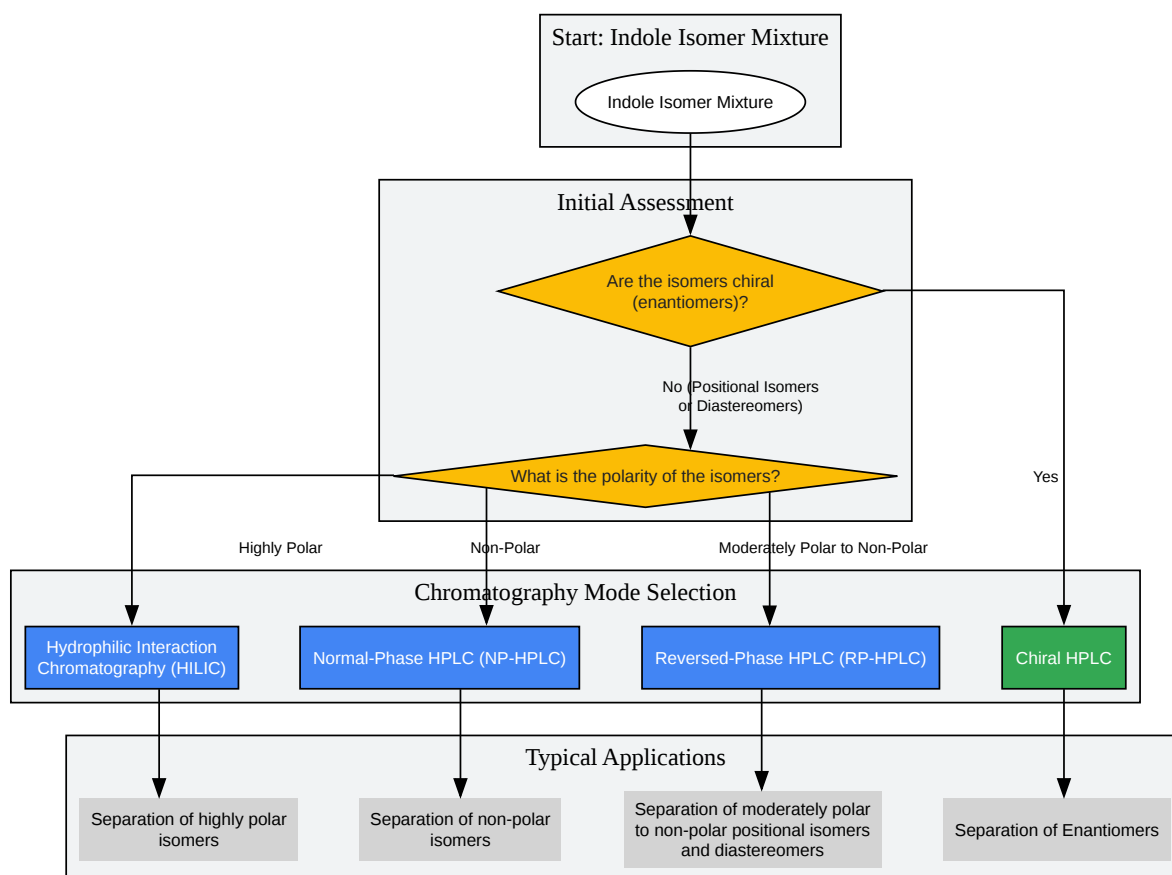 Start: Indole Isomer Mixture
Indole Isomer Mixture
Initial Assessment
Are the isomers chiral
(enantiomers)?
No (Positional Isomers
or Diastereomers)
What is the polarity of the isomers?
Yes
Highly Polar
Non-Polar
Moderately Polar to Non-Polar
Chromatography Mode Selection
Hydrophilic Interaction
Chromatography (HILIC)
Normal-Phase HPLC (NP-HPLC)
Reversed-Phase HPLC (RP-HPLC)
Chiral HPLC
Typical Applications
Separation of highly polar
isomers
Separation of non-polar
isomers
Separation of moderately polar
to non-polar positional isomers
and diastereomers
Separation of Enantiomers